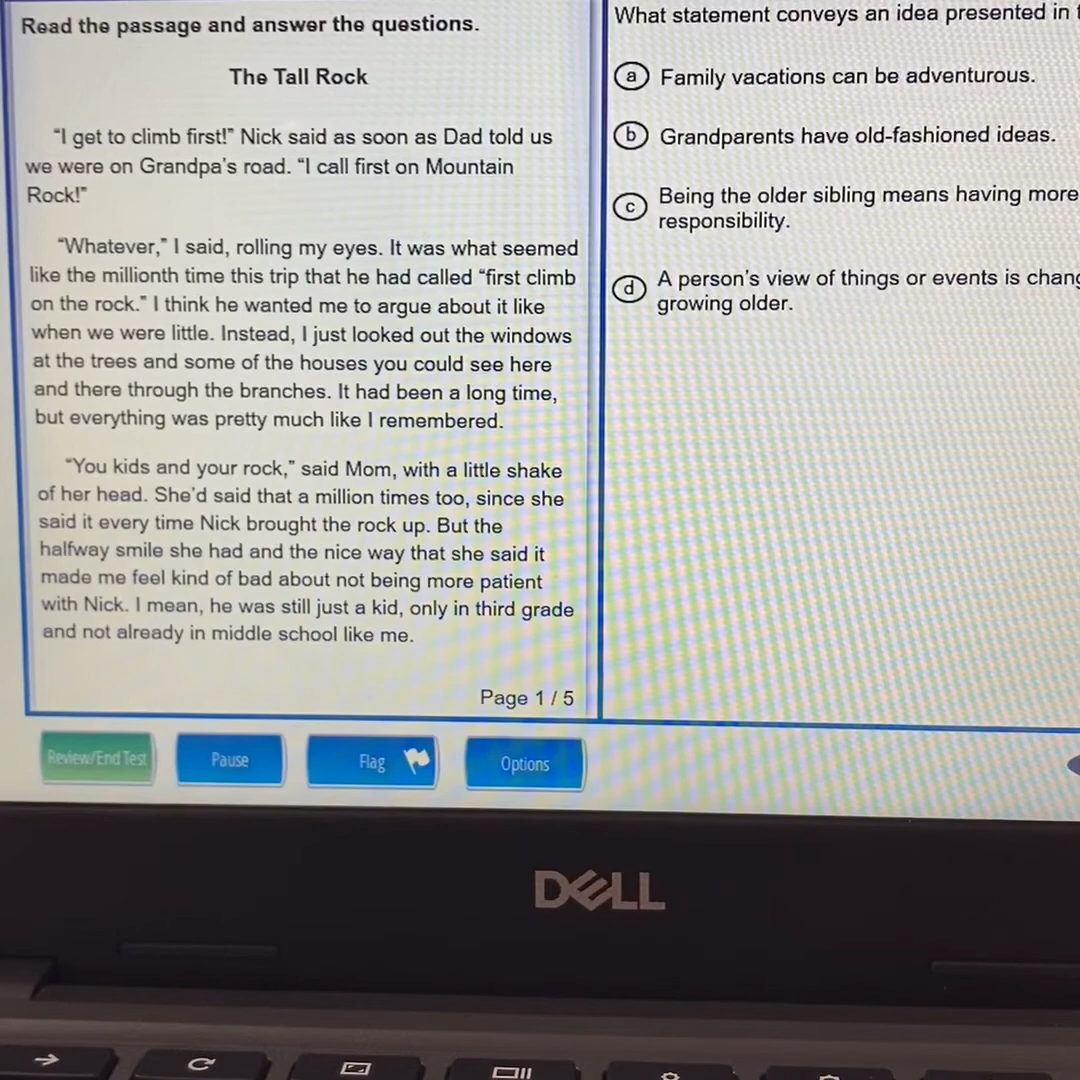 Read the passage and answer the questions.
The Tall Rock
“I get to climb first!” Nick said as soon as Dad told us
we were on Grandpa's road. “I call first on Mountain
Rock!”
“Whatever,” I said, rolling my eyes. It was what seemed
like the millionth time this trip that he had called “first climb
on the rock.” I think he wanted me to argue about it like
when we were little. Instead, I just looked out the windows
at the trees and some of the houses you could see here
and there through the branches. It had been a long time,
but everything was pretty much like I remembered.
“You kids and your rock,” said Mom, with a little shake
of her head. She'd said that a million times too, since she
said it every time Nick brought the rock up. But the
halfway smile she had and the nice way that she said it
made me feel kind of bad about not being more patient
with Nick. I mean, he was still just a kid, only in third grade
and not already in middle school like me.
Page 1 / 5
What statement conveys an idea presented in
a Family vacations can be adventurous.
b Grandparents have old-fashioned ideas.
c Being the older sibling means having more
responsibility.
d A person's view of things or events is
growing older.
Review/End Test
Pause
Flag
Options
DELL